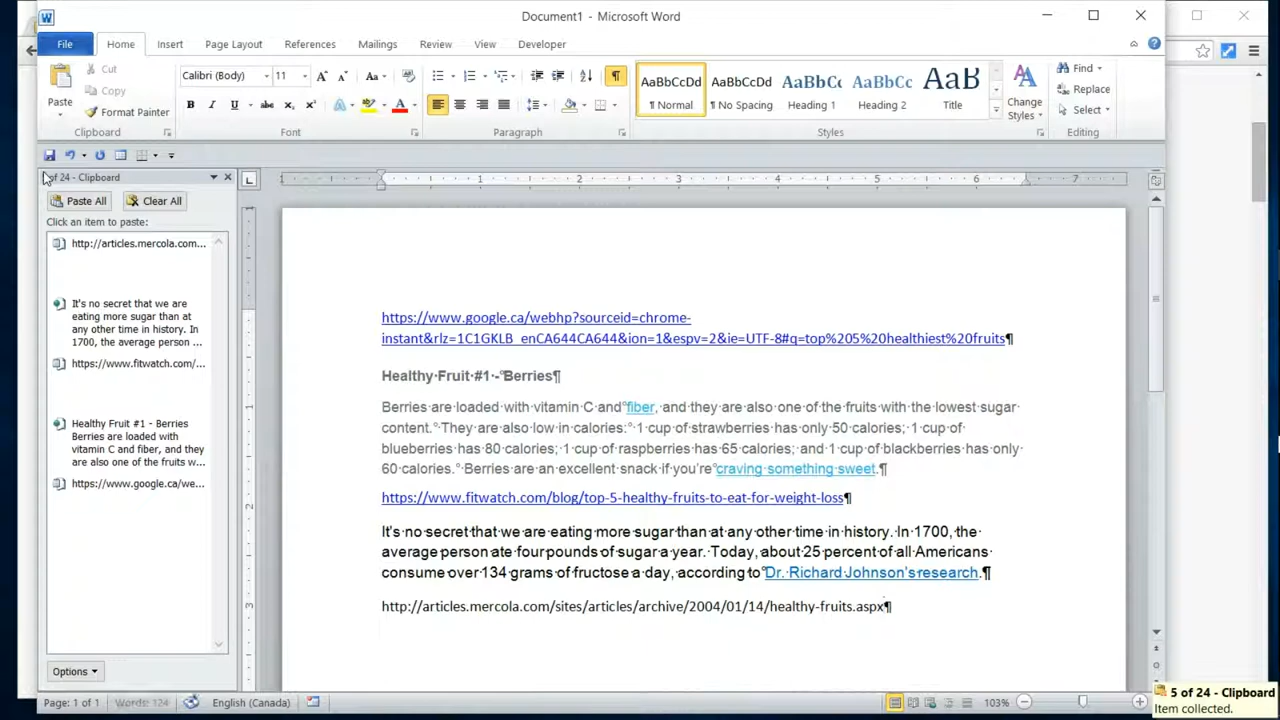 Document1 - Microsoft Word
File Home Insert Page Layout References Mailings Review View Developer
Paste
Cut
Copy
Format Painter
Clipboard
Calibri (Body) 11
Font
Paragraph
AaBbCcDd AaBbCcDd AaBbCc AaBbCc AaB
¶ Normal ¶ No Spacing Heading 1 Heading 2 Title
Change
Styles
Styles
Find
Replace
Select
Editing
of 24 - Clipboard
Paste All Clear All
Click an item to paste:
http://articles.mercola.com...
It's no secret that we are
eating more sugar than at
any other time in history. In
1700, the average person ...
https://www.fitwatch.com/...
Healthy Fruit #1 - Berries
Berries are loaded with
vitamin C and fiber, and they
are also one of the fruits w...
https://www.google.ca/we...
Options
1 1 2 3 4 5 6 7
1
2
3
https://www.google.ca/webhp?sourceid=chrome-
instant&rlz=1C1GKLB_enCA644CA644&ion=1&espv=2&ie=UTF-8#q=top%205%20healthiest%20fruits¶
Healthy·Fruit·#1·-°Berries¶
Berries·are·loaded·with·vitamin·C·and°fiber,·and·they·are·also·one·of·the·fruits·with·the·lowest·sugar·
content.°·They·are·also·low·in·calories:°·1·cup·of·strawberries·has·only·50·calories;·1·cup·of·
blueberries·has·80·calories;·1·cup·of·raspberries·has·65·calories;·and·1·cup·of·blackberries·has·only·
60·calories.°·Berries·are·an·excellent·snack·if·you're°craving·something·sweet.¶
https://www.fitwatch.com/blog/top-5-healthy-fruits-to-eat-for-weight-loss¶
It's·no·secret·that·we·are·eating·more·sugar·than·at·any·other·time·in·history.·In·1700,·the·
average·person·ate·four·pounds·of·sugar·a·year.·Today,·about·25·percent·of·all·Americans·
consume·over·134·grams·of·fructose·a·day,·according·to°Dr.·Richard·Johnson's·research.¶
http://articles.mercola.com/sites/articles/archive/2004/01/14/healthy-fruits.aspx¶
Page: 1 of 1 Words: 124 English (Canada) 103%
5 of 24 - Clipboard
Item collected.